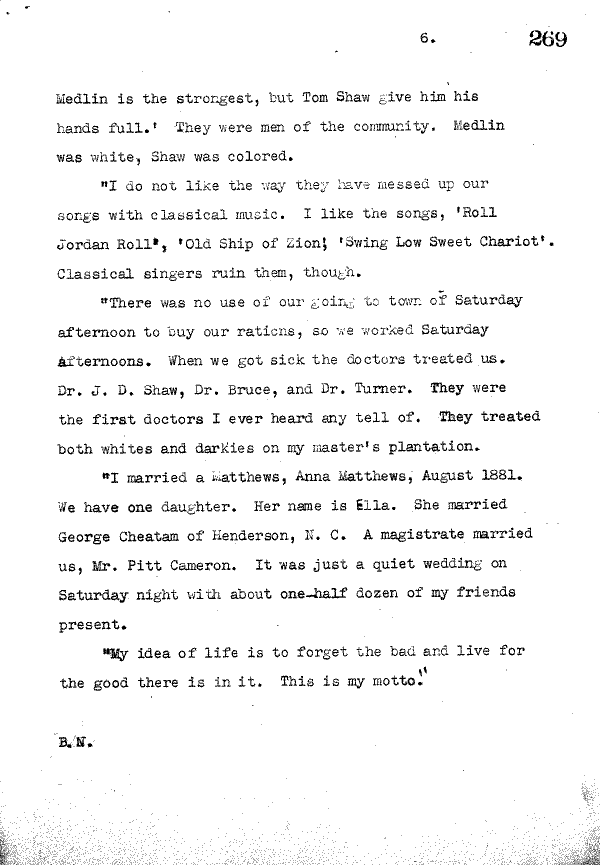 6. 269
Medlin is the strongest, but Tom Shaw give him his
hands full.' They were men of the community. Medlin
was white, Shaw was colored.
"I do not like the way they have messed up our
songs with classical music. I like the songs, 'Roll
Jordan Roll', 'Old Ship of Zion', 'Swing Low Sweet Chariot'.
Classical singers ruin them, though.
"There was no use of our going to town of Saturday
afternoon to buy our rations, so we worked Saturday
Afternoons. When we got sick the doctors treated us.
Dr. J. D. Shaw, Dr. Bruce, and Dr. Turner. They were
the first doctors I ever heard any tell of. They treated
both whites and darkies on my master's plantation.
"I married a Matthews, Anna Matthews, August 1881.
We have one daughter. Her name is Ella. She married
George Cheatam of Henderson, N. C. A magistrate married
us, Mr. Pitt Cameron. It was just a quiet wedding on
Saturday night with about one-half dozen of my friends
present.
"My idea of life is to forget the bad and live for
the good there is in it. This is my motto."
B.N.